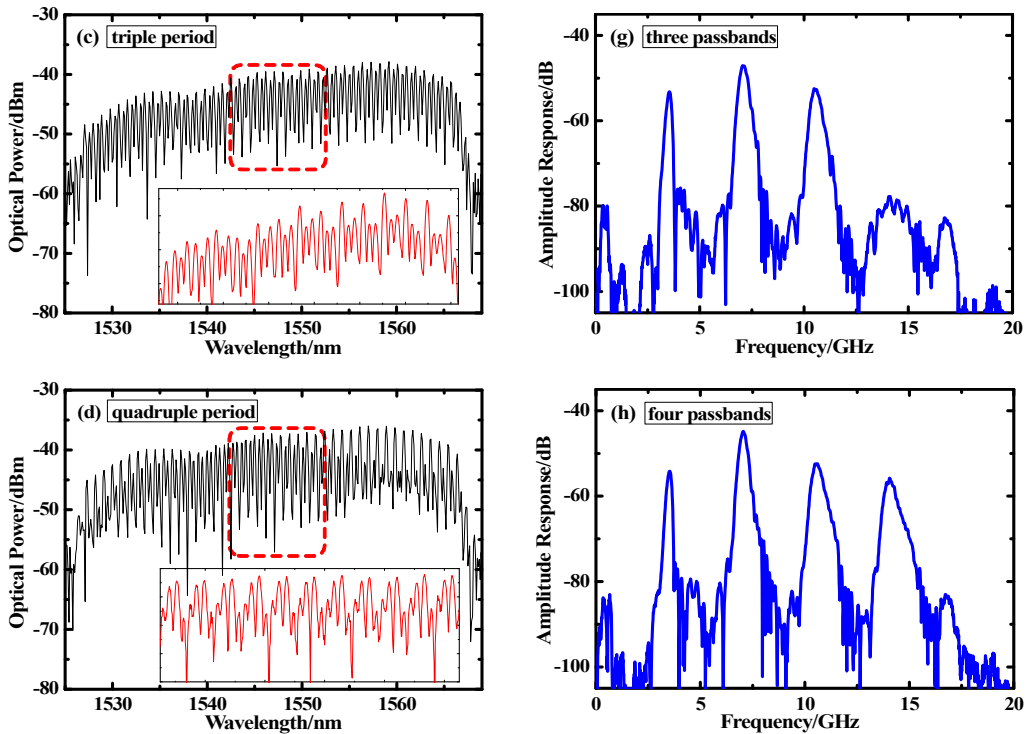 (c) triple period
Optical Power/dBm
-30
-40
-50
-60
-70
-80
1530 1540 1550 1560
Wavelength/nm
(g) three passbands
Amplitude Response/dB
-40
-60
-80
-100
0 5 10 15 20
Frequency/GHz
(d) quadruple period
Optical Power/dBm
-30
-40
-50
-60
-70
-80
1530 1540 1550 1560
Wavelength/nm
(h) four passbands
Amplitude Response/dB
-40
-60
-80
-100
0 5 10 15 20
Frequency/GHz